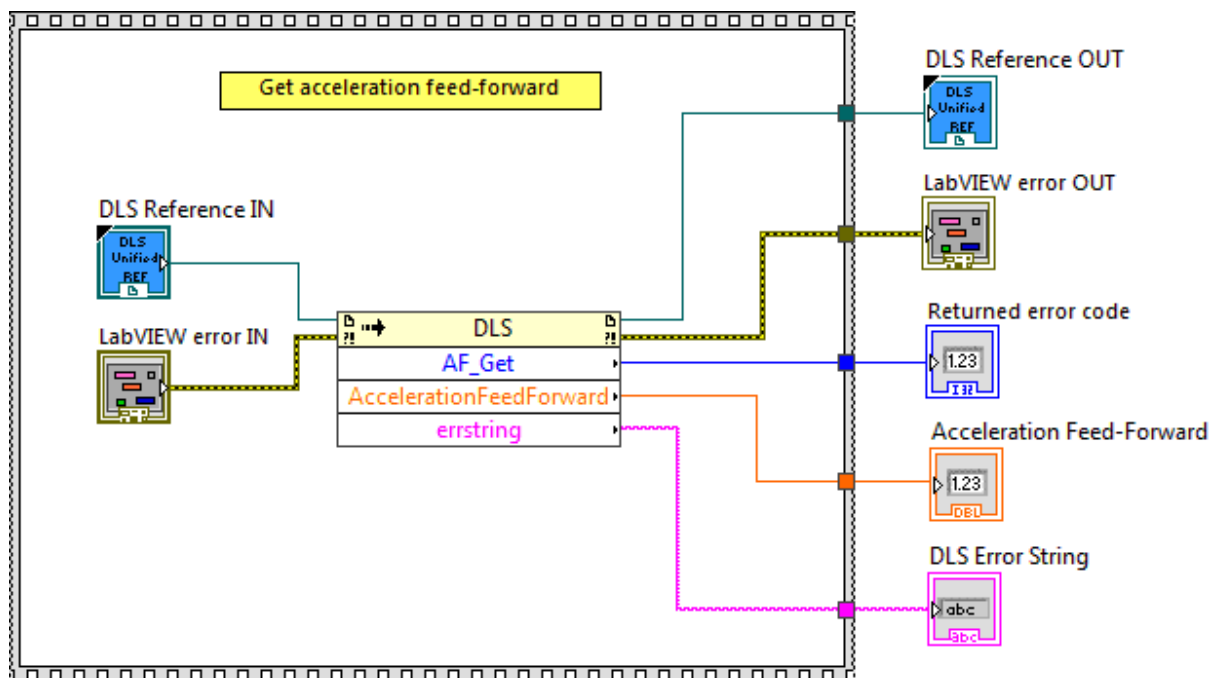 Get acceleration feed-forward
DLS Reference IN
DLS
Unified
REF
LabVIEW error IN
DLS
?!
?!
AF_Get
AccelerationFeedForward
errstring
DLS Reference OUT
DLS
Unified
REF
LabVIEW error OUT
Returned error code
1.23
I32
Acceleration Feed-Forward
1.23
DBL
DLS Error String
abc
abc